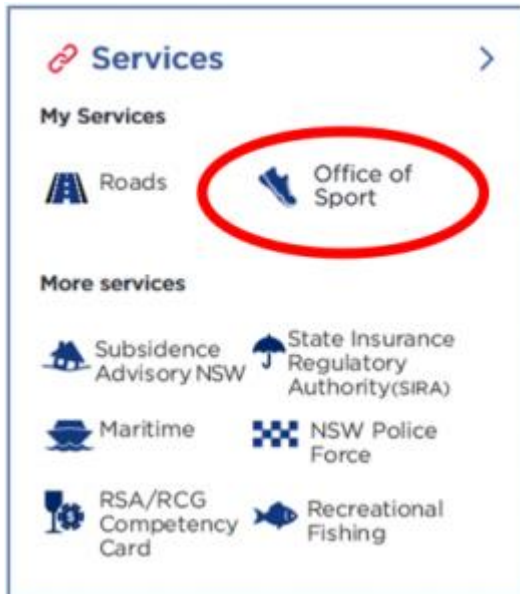 Services
My Services
Roads
Office of
Sport
More services
Subsidence
Advisory NSW
State Insurance
Regulatory
Authority(SIRA)
Maritime
NSW Police
Force
RSA/RCG
Competency
Card
Recreational
Fishing